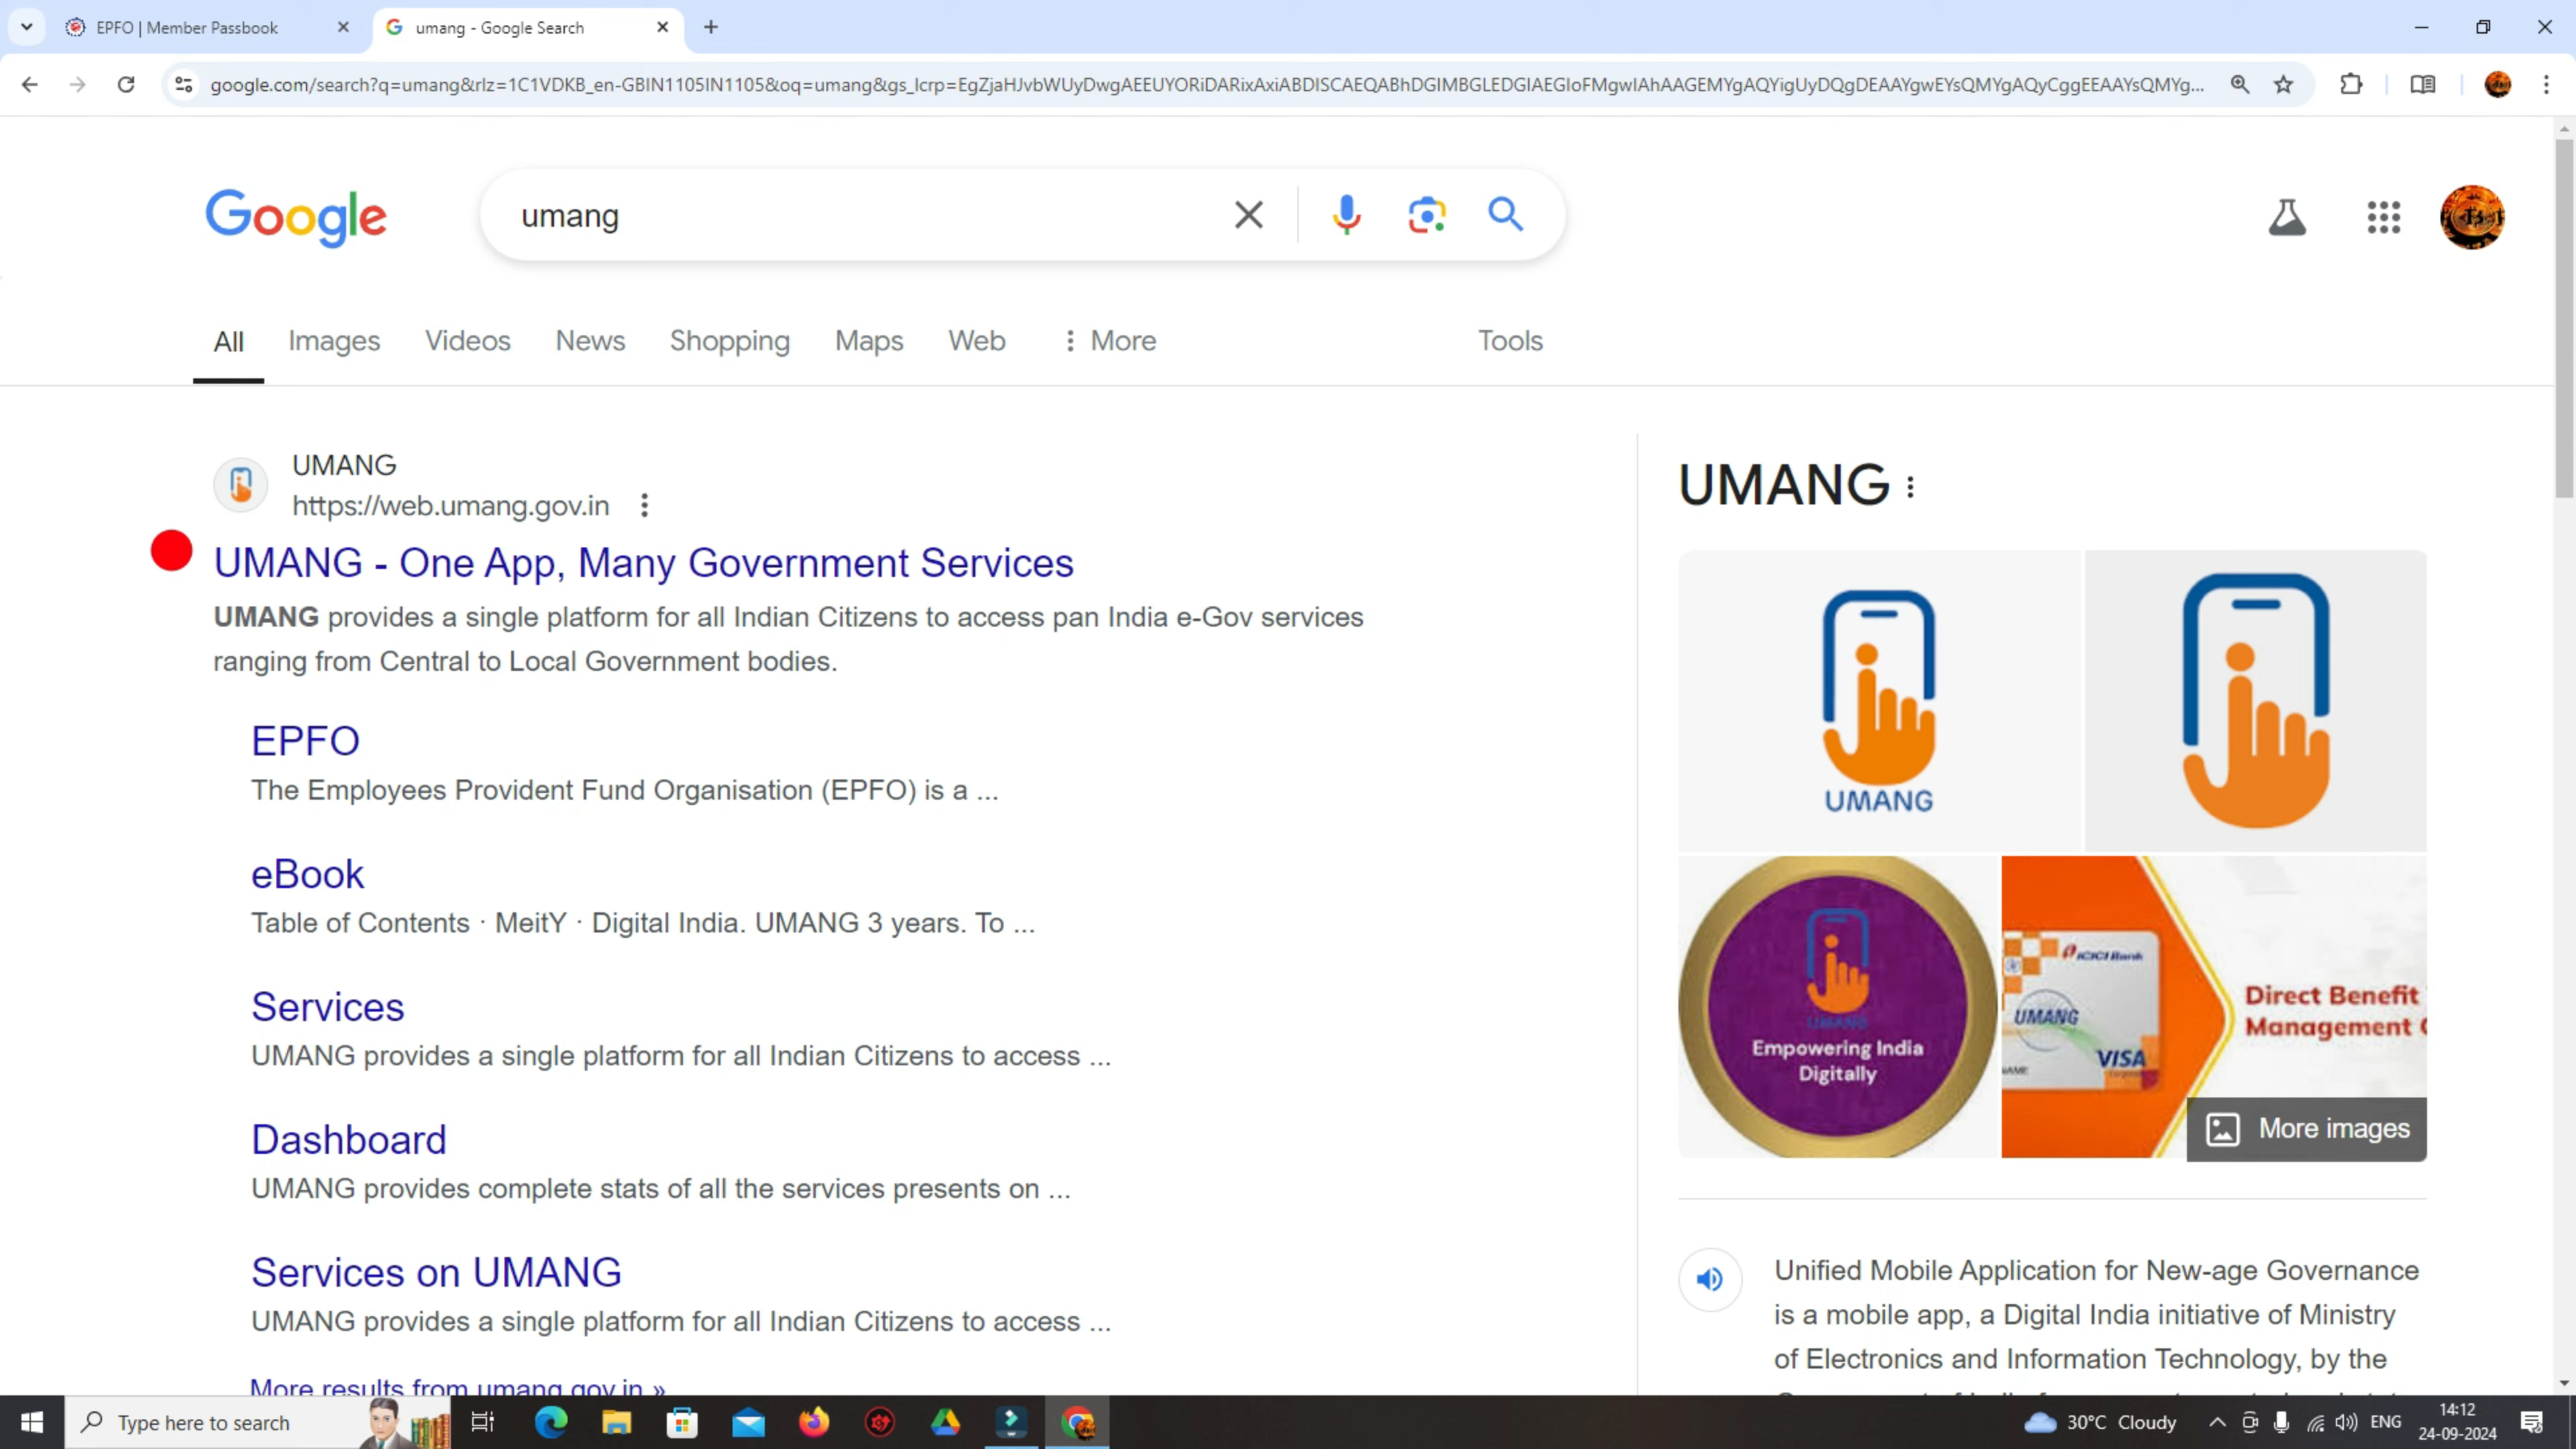 EPFO | Member Passbook
umang - Google Search
google.com/search?q=umang&rlz=1C1VDKB_en-GBIN1105IN1105&oq=umang&gs_lcrp=EgZjaHJvbWUyDwgAEEUYORiDARixAxiABDISCAEQABhDGIMBGLEDGIAEGIoFMgwIAhAAGEMYgAQYigUyDQgDEAAYgwEYsQMYgAQyCggEEAAYsQMYg...
Google
umang
All
Images
Videos
News
Shopping
Maps
Web
More
Tools
UMANG
https://web.umang.gov.in
UMANG - One App, Many Government Services
UMANG provides a single platform for all Indian Citizens to access pan India e-Gov services
ranging from Central to Local Government bodies.
EPFO
The Employees Provident Fund Organisation (EPFO) is a ...
eBook
Table of Contents · MeitY · Digital India. UMANG 3 years. To ...
Services
UMANG provides a single platform for all Indian Citizens to access ...
Dashboard
UMANG provides complete stats of all the services presents on ...
Services on UMANG
UMANG provides a single platform for all Indian Citizens to access ...
More results from umang.gov.in »
UMANG
UMANG
UMANG
Empowering India
Digitally
ICICI Bank
UMANG
VISA
NAME
Direct Benefit
Management
More images
Unified Mobile Application for New-age Governance
is a mobile app, a Digital India initiative of Ministry
of Electronics and Information Technology, by the
Type here to search
30°C Cloudy
ENG
14:12
24-09-2024